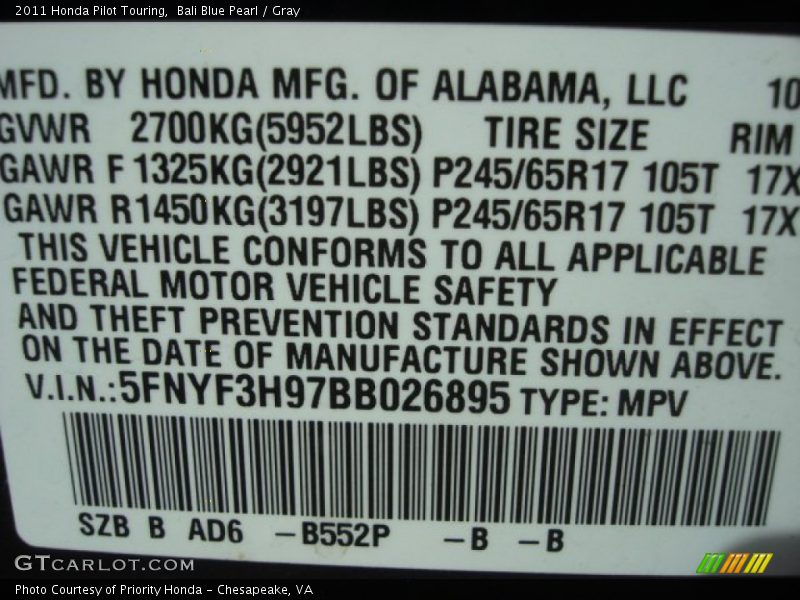 2011 Honda Pilot Touring,  Bali Blue Pearl / Gray
MFD. BY HONDA MFG. OF ALABAMA, LLC 10
GVWR 2700KG(5952LBS) TIRE SIZE RIM
GAWR F 1325KG(2921LBS) P245/65R17 105T 17X
GAWR R1450KG(3197LBS) P245/65R17 105T 17X
THIS VEHICLE CONFORMS TO ALL APPLICABLE
FEDERAL MOTOR VEHICLE SAFETY
AND THEFT PREVENTION STANDARDS IN EFFECT
ON THE DATE OF MANUFACTURE SHOWN ABOVE.
V.I.N.:5FNYF3H97BB026895 TYPE: MPV
SZB B AD6 –B552P –B –B
GTCARLOT.COM
Photo Courtesy of Priority Honda - Chesapeake, VA